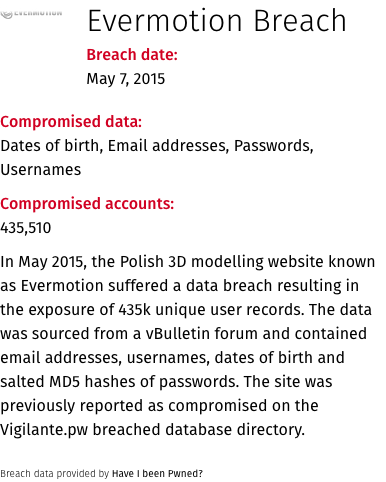 EVERMOTION
Evermotion Breach
Breach date:
May 7, 2015
Compromised data:
Dates of birth, Email addresses, Passwords,
Usernames
Compromised accounts:
435,510
In May 2015, the Polish 3D modelling website known
as Evermotion suffered a data breach resulting in
the exposure of 435k unique user records. The data
was sourced from a vBulletin forum and contained
email addresses, usernames, dates of birth and
salted MD5 hashes of passwords. The site was
previously reported as compromised on the
Vigilante.pw breached database directory.
Breach data provided by Have I been Pwned?